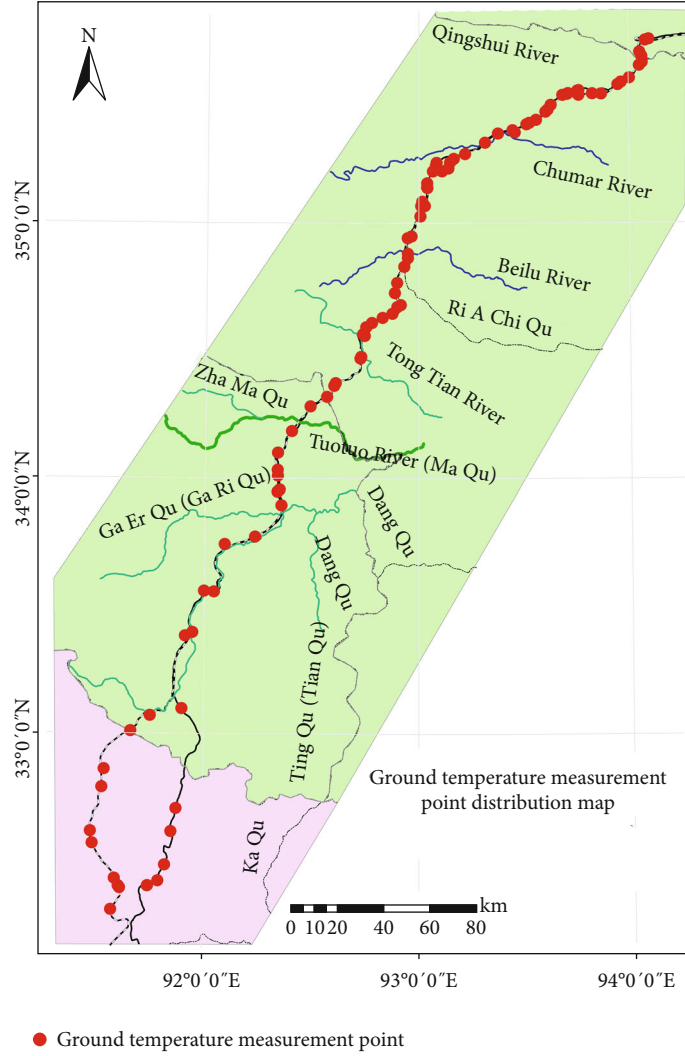 N
Qingshui River
Chumar River
35°0′0″N
Beilu River
Ri A Chi Qu
Tong Tian River
Zha Ma Qu
Tuotuo River (Ma Qu)
34°0′0″N
Ga Er Qu (Ga Ri Qu)
Dang Qu
Dang Qu
Ting Qu (Tian Qu)
33°0′0″N
Ground temperature measurement
point distribution map
Ka Qu
km
0 10 20 40 60 80
92°0′0″E 93°0′0″E 94°0′0″E
Ground temperature measurement point